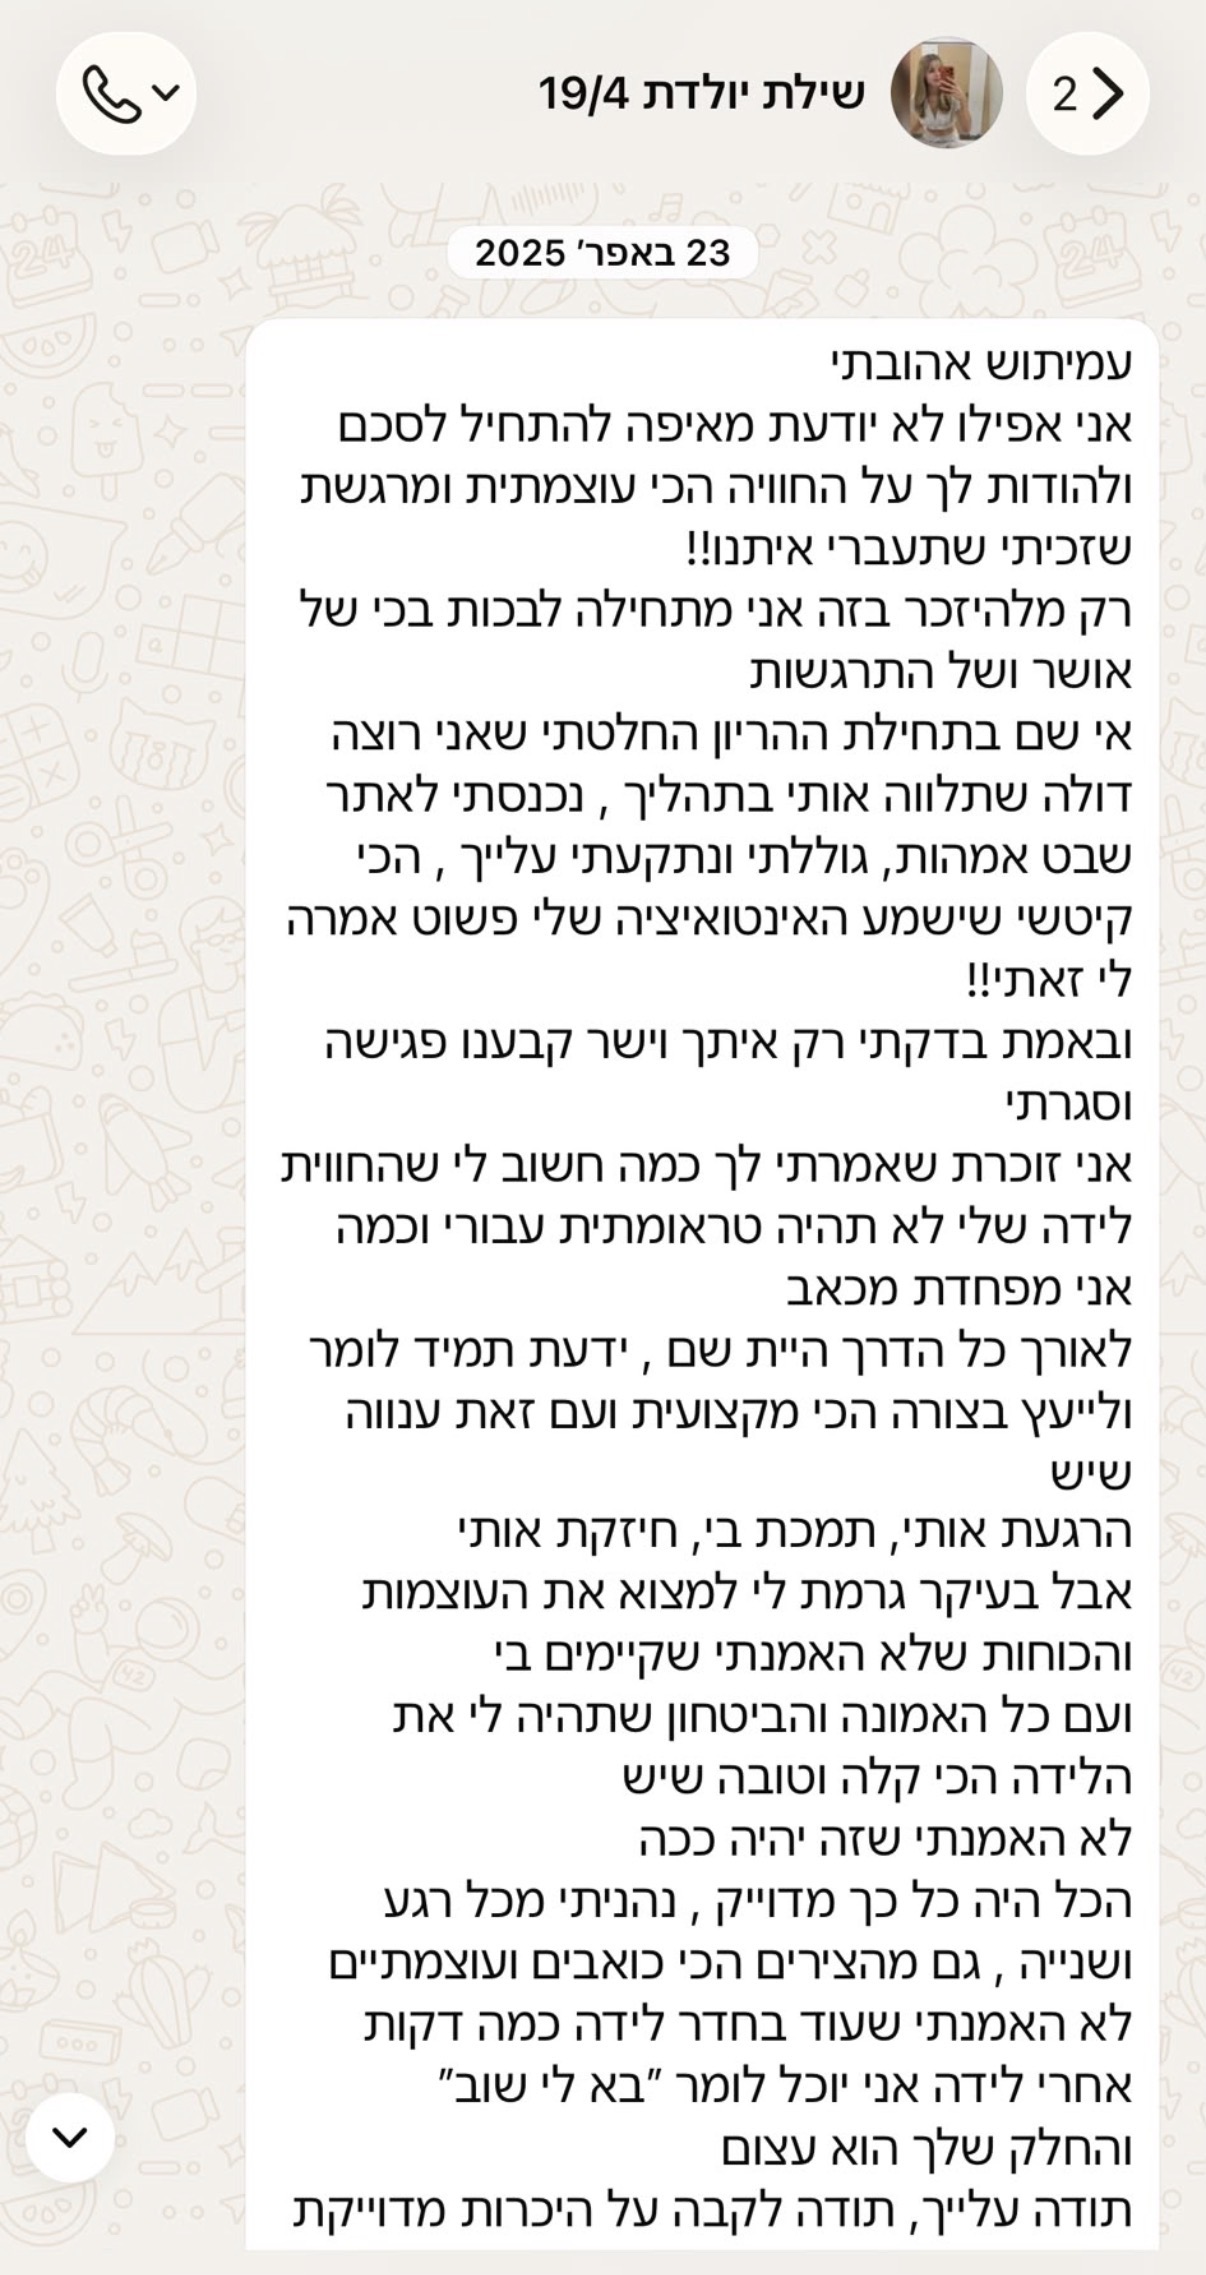 שילת יולדת 19/4
2
23 באפר׳ 2025
עמיתוש אהובתי
אני אפילו לא יודעת מאיפה להתחיל לסכם
ולהודות לך על החוויה הכי עוצמתית ומרגשת
שזכיתי שתעברי איתנו!!
רק מלהיזכר בזה אני מתחילה לבכות בכי של
אושר ושל התרגשות
אי שם בתחילת ההריון החלטתי שאני רוצה
דולה שתלווה אותי בתהליך , נכנסתי לאתר
שבט אמהות, גוללתי ונתקעתי עלייך , הכי
קיטשי שישמע האינטואיציה שלי פשוט אמרה
לי זאתי!!
ובאמת בדקתי רק איתך וישר קבענו פגישה
וסגרתי
אני זוכרת שאמרתי לך כמה חשוב לי שהחווית
לידה שלי לא תהיה טראומתית עבורי וכמה
אני מפחדת מכאב
לאורך כל הדרך היית שם , ידעת תמיד לומר
ולייעץ בצורה הכי מקצועית ועם זאת ענווה
שיש
הרגעת אותי, תמכת בי, חיזקת אותי
אבל בעיקר גרמת לי למצוא את העוצמות
והכוחות שלא האמנתי שקיימים בי
ועם כל האמונה והביטחון שתהיה לי את
הלידה הכי קלה וטובה שיש
לא האמנתי שזה יהיה ככה
הכל היה כל כך מדוייק , נהניתי מכל רגע
ושנייה , גם מהצירים הכי כואבים ועוצמתיים
לא האמנתי שעוד בחדר לידה כמה דקות
אחרי לידה אני יוכל לומר ״בא לי שוב״
והחלק שלך הוא עצום
תודה עלייך, תודה לקבה על היכרות מדוייקת